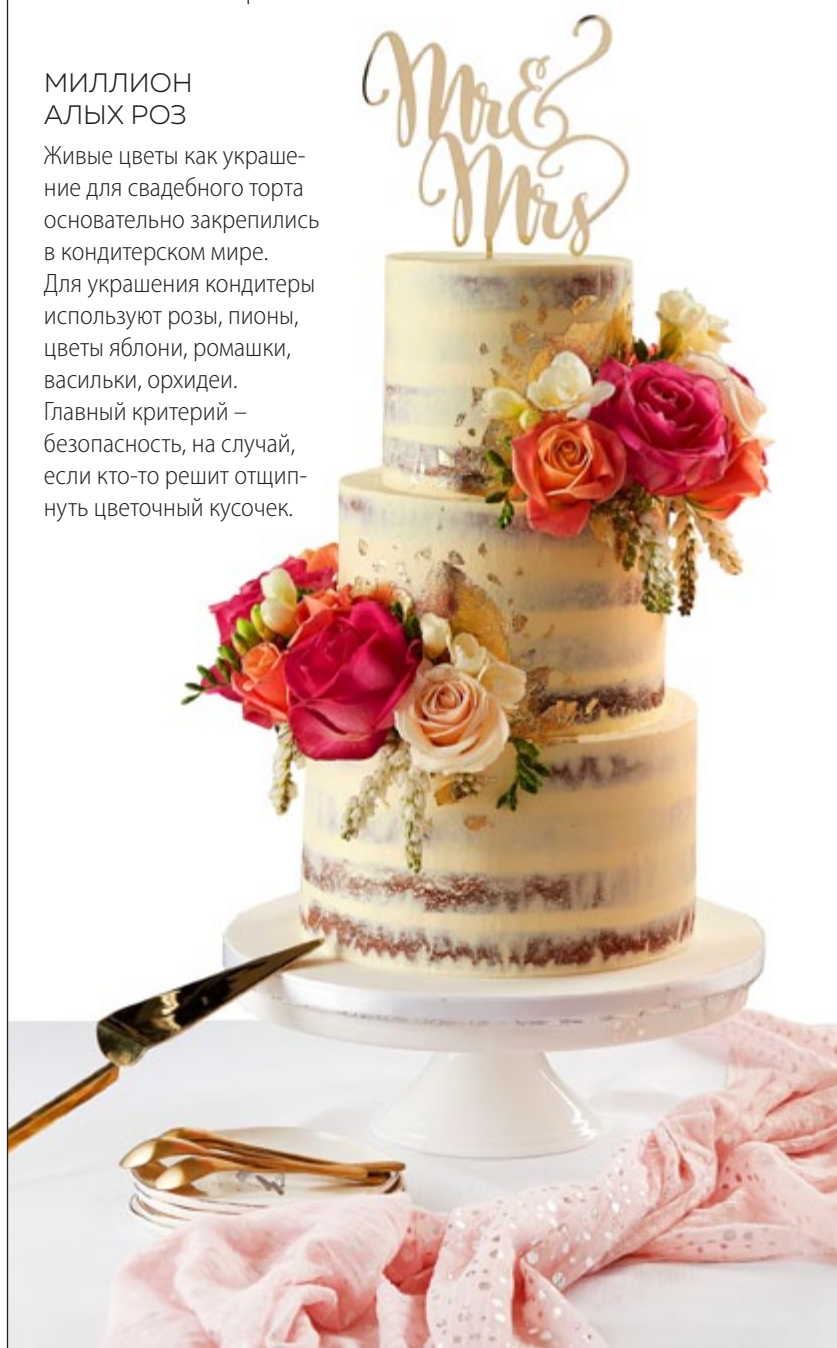 МИЛЛИОН
АЛЫХ РОЗ
Живые цветы как украше-
ние для свадебного торта
основательно закрепились
в кондитерском мире.
Для украшения кондитеры
используют розы, пионы,
цветы яблони, ромашки,
васильки, орхидеи.
Главный критерий –
безопасность, на случай,
если кто-то решит отщип-
нуть цветочный кусочек.
Mr &
Mrs